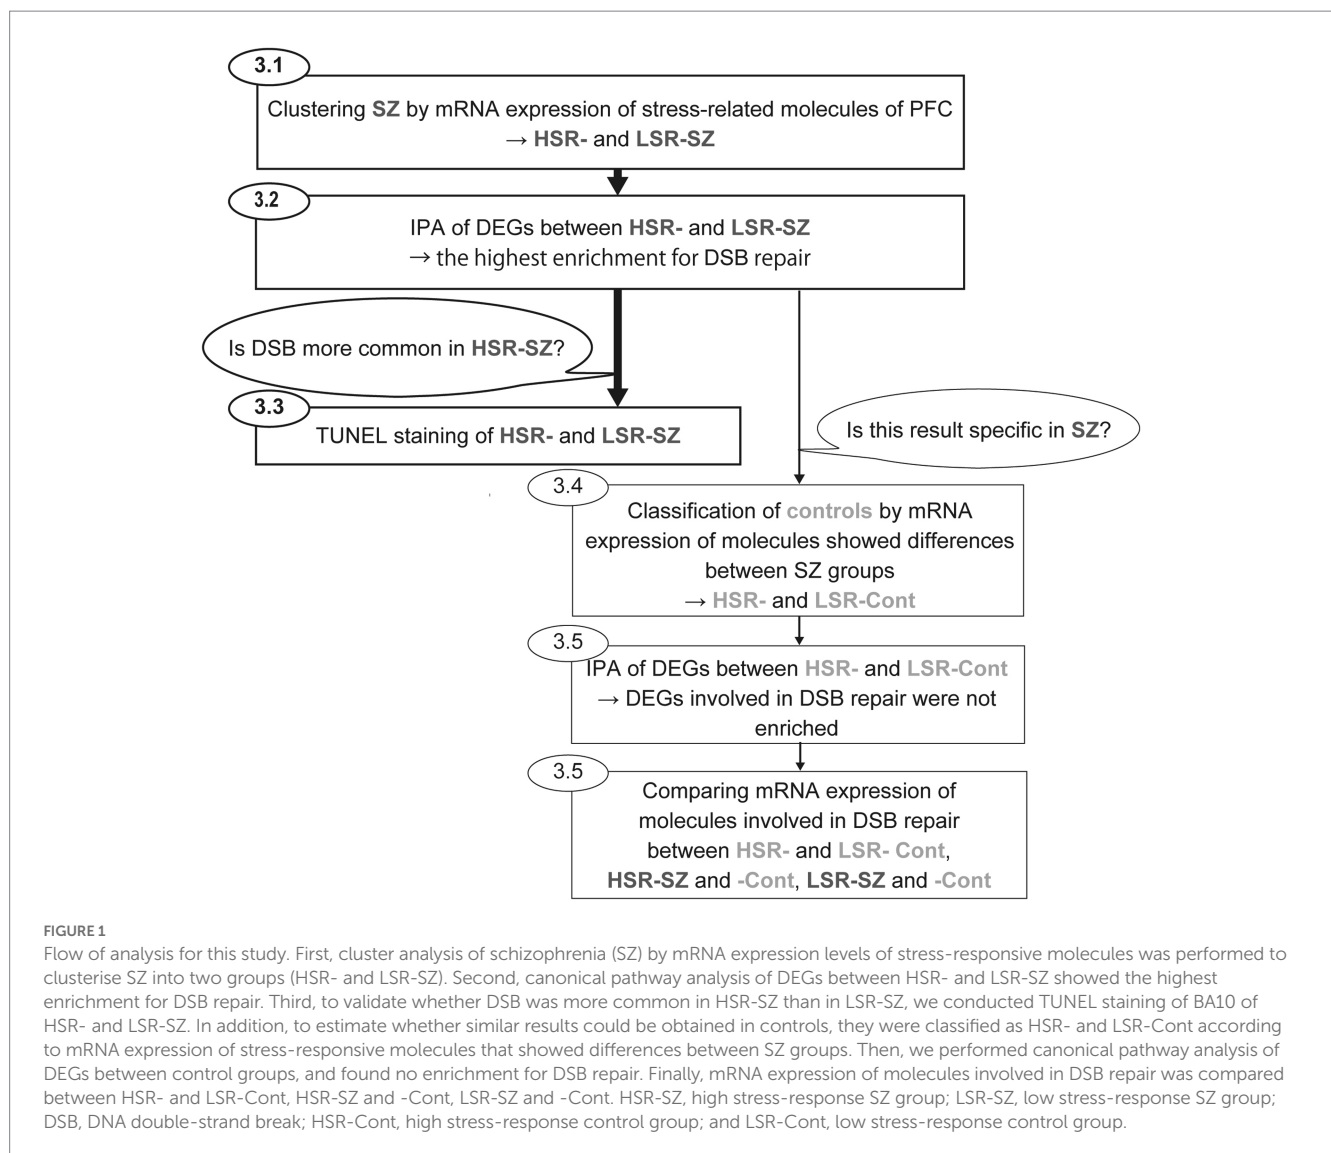 3.1
Clustering SZ by mRNA expression of stress-related molecules of PFC
→ HSR- and LSR-SZ
3.2
IPA of DEGs between HSR- and LSR-SZ
→ the highest enrichment for DSB repair
Is DSB more common in HSR-SZ?
3.3
TUNEL staining of HSR- and LSR-SZ
Is this result specific in SZ?
3.4
Classification of controls by mRNA
expression of molecules showed differences
between SZ groups
→ HSR- and LSR-Cont
3.5
IPA of DEGs between HSR- and LSR-Cont
→ DEGs involved in DSB repair were not
enriched
3.5
Comparing mRNA expression of
molecules involved in DSB repair
between HSR- and LSR- Cont,
HSR-SZ and -Cont, LSR-SZ and -Cont
FIGURE 1
Flow of analysis for this study. First, cluster analysis of schizophrenia (SZ) by mRNA expression levels of stress-responsive molecules was performed to
clusterise SZ into two groups (HSR- and LSR-SZ). Second, canonical pathway analysis of DEGs between HSR- and LSR-SZ showed the highest
enrichment for DSB repair. Third, to validate whether DSB was more common in HSR-SZ than in LSR-SZ, we conducted TUNEL staining of BA10 of
HSR- and LSR-SZ. In addition, to estimate whether similar results could be obtained in controls, they were classified as HSR- and LSR-Cont according
to mRNA expression of stress-responsive molecules that showed differences between SZ groups. Then, we performed canonical pathway analysis of
DEGs between control groups, and found no enrichment for DSB repair. Finally, mRNA expression of molecules involved in DSB repair was compared
between HSR- and LSR-Cont, HSR-SZ and -Cont, LSR-SZ and -Cont. HSR-SZ, high stress-response SZ group; LSR-SZ, low stress-response SZ group;
DSB, DNA double-strand break; HSR-Cont, high stress-response control group; and LSR-Cont, low stress-response control group.